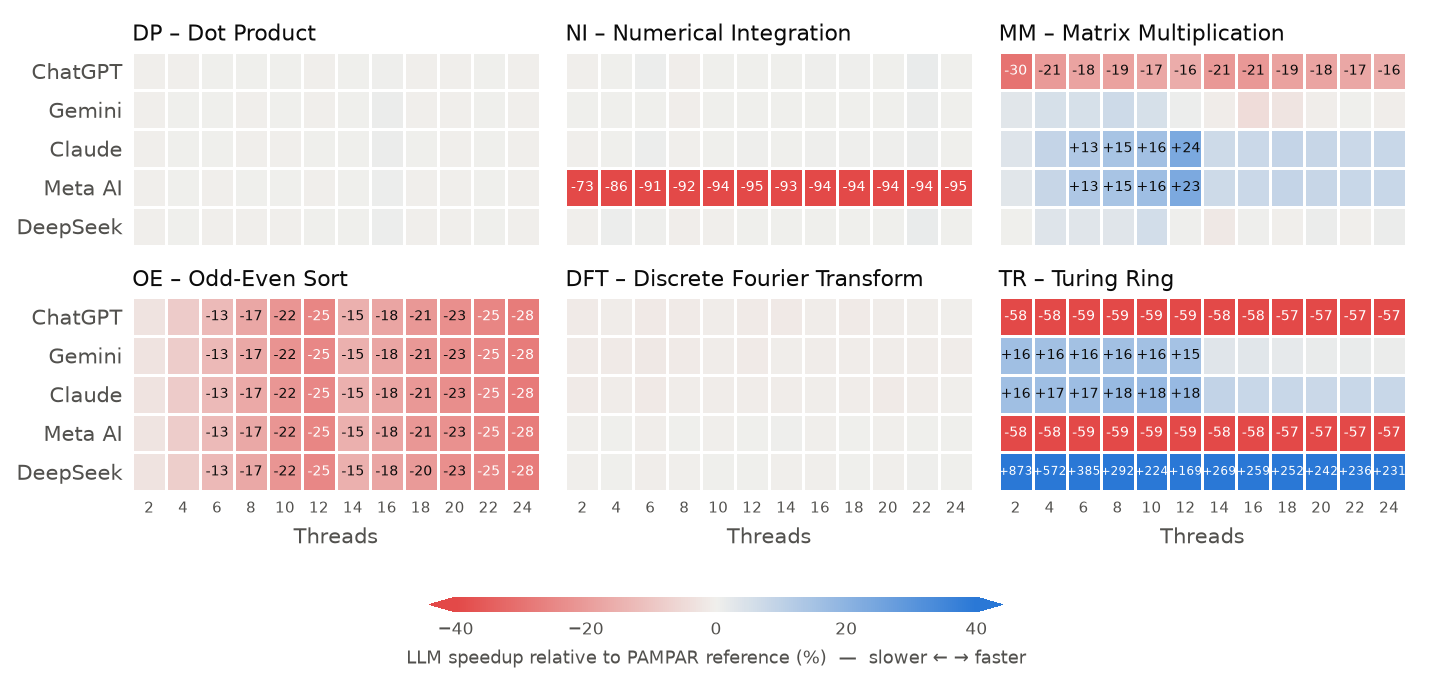 DP – Dot Product
NI – Numerical Integration
MM – Matrix Multiplication
ChatGPT
-30 -21 -18 -19 -17 -16 -21 -21 -19 -18 -17 -16
Gemini
Claude
+13 +15 +16 +24
Meta AI
-73 -86 -91 -92 -94 -95 -93 -94 -94 -94 -94 -95
+13 +15 +16 +23
DeepSeek
OE – Odd-Even Sort
DFT – Discrete Fourier Transform
TR – Turing Ring
ChatGPT
-13 -17 -22 -25 -15 -18 -21 -23 -25 -28
-58 -58 -59 -59 -59 -59 -58 -58 -57 -57 -57 -57
Gemini
-13 -17 -22 -25 -15 -18 -21 -23 -25 -28
+16 +16 +16 +16 +16 +15
Claude
-13 -17 -22 -25 -15 -18 -21 -23 -25 -28
+16 +17 +17 +18 +18 +18
Meta AI
-13 -17 -22 -25 -15 -18 -21 -23 -25 -28
-58 -58 -59 -59 -59 -59 -58 -58 -57 -57 -57 -57
DeepSeek
-13 -17 -22 -25 -15 -18 -20 -23 -25 -28
+873 +572 +385 +292 +224 +169 +269 +259 +252 +242 +236 +231
2 4 6 8 10 12 14 16 18 20 22 24
2 4 6 8 10 12 14 16 18 20 22 24
2 4 6 8 10 12 14 16 18 20 22 24
Threads
Threads
Threads
−40 −20 0 20 40
LLM speedup relative to PAMPAR reference (%) — slower ← → faster